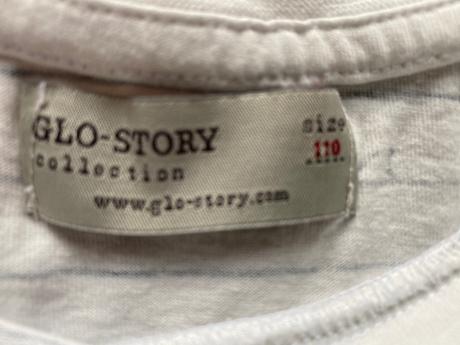 GLO-STORY
collection
size
110
www.glo-story.com